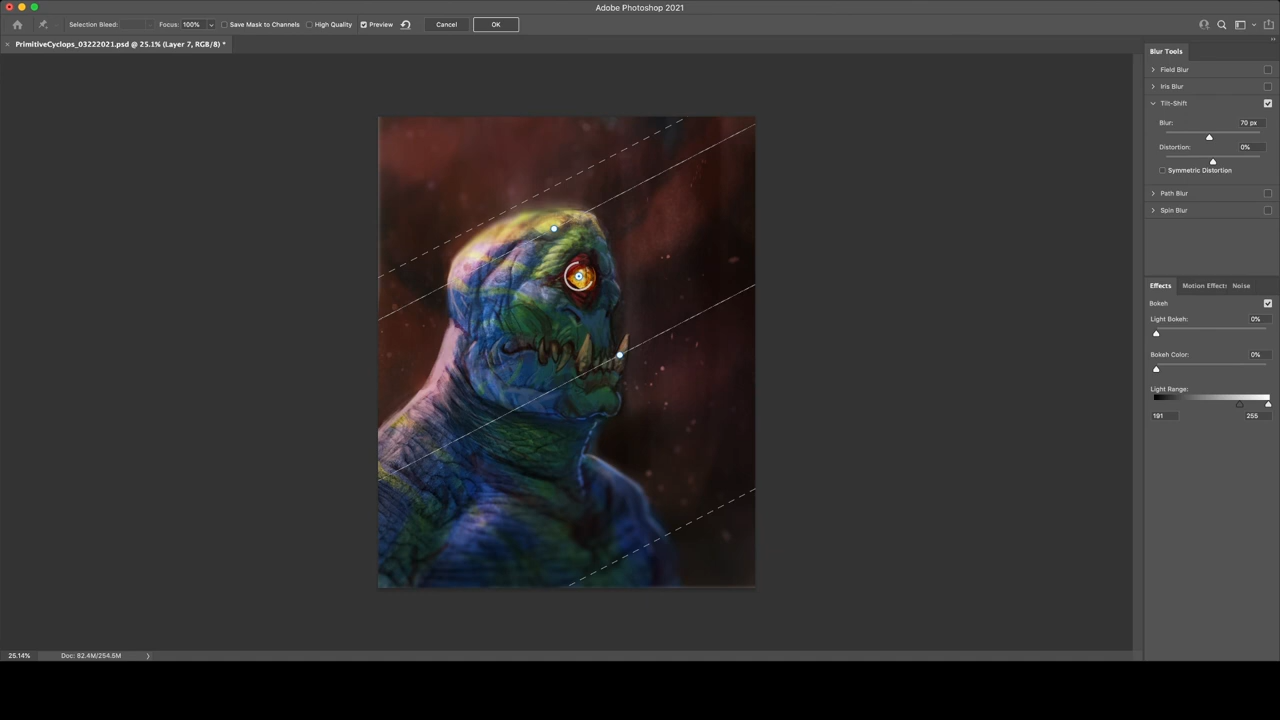 Adobe Photoshop 2021
Selection Bleed: Focus: 100% Save Mask to Channels High Quality Preview Cancel OK
× PrimitiveCyclops_03222021.psd @ 25.1% (Layer 7, RGB/8) *
Blur Tools
Field Blur
Iris Blur
Tilt-Shift
Blur: 70 px
Distortion: 0%
Symmetric Distortion
Path Blur
Spin Blur
Effects Motion Effects Noise
Bokeh
Light Bokeh: 0%
Bokeh Color: 0%
Light Range:
191 255
25.14% Doc: 82.4M/254.5M